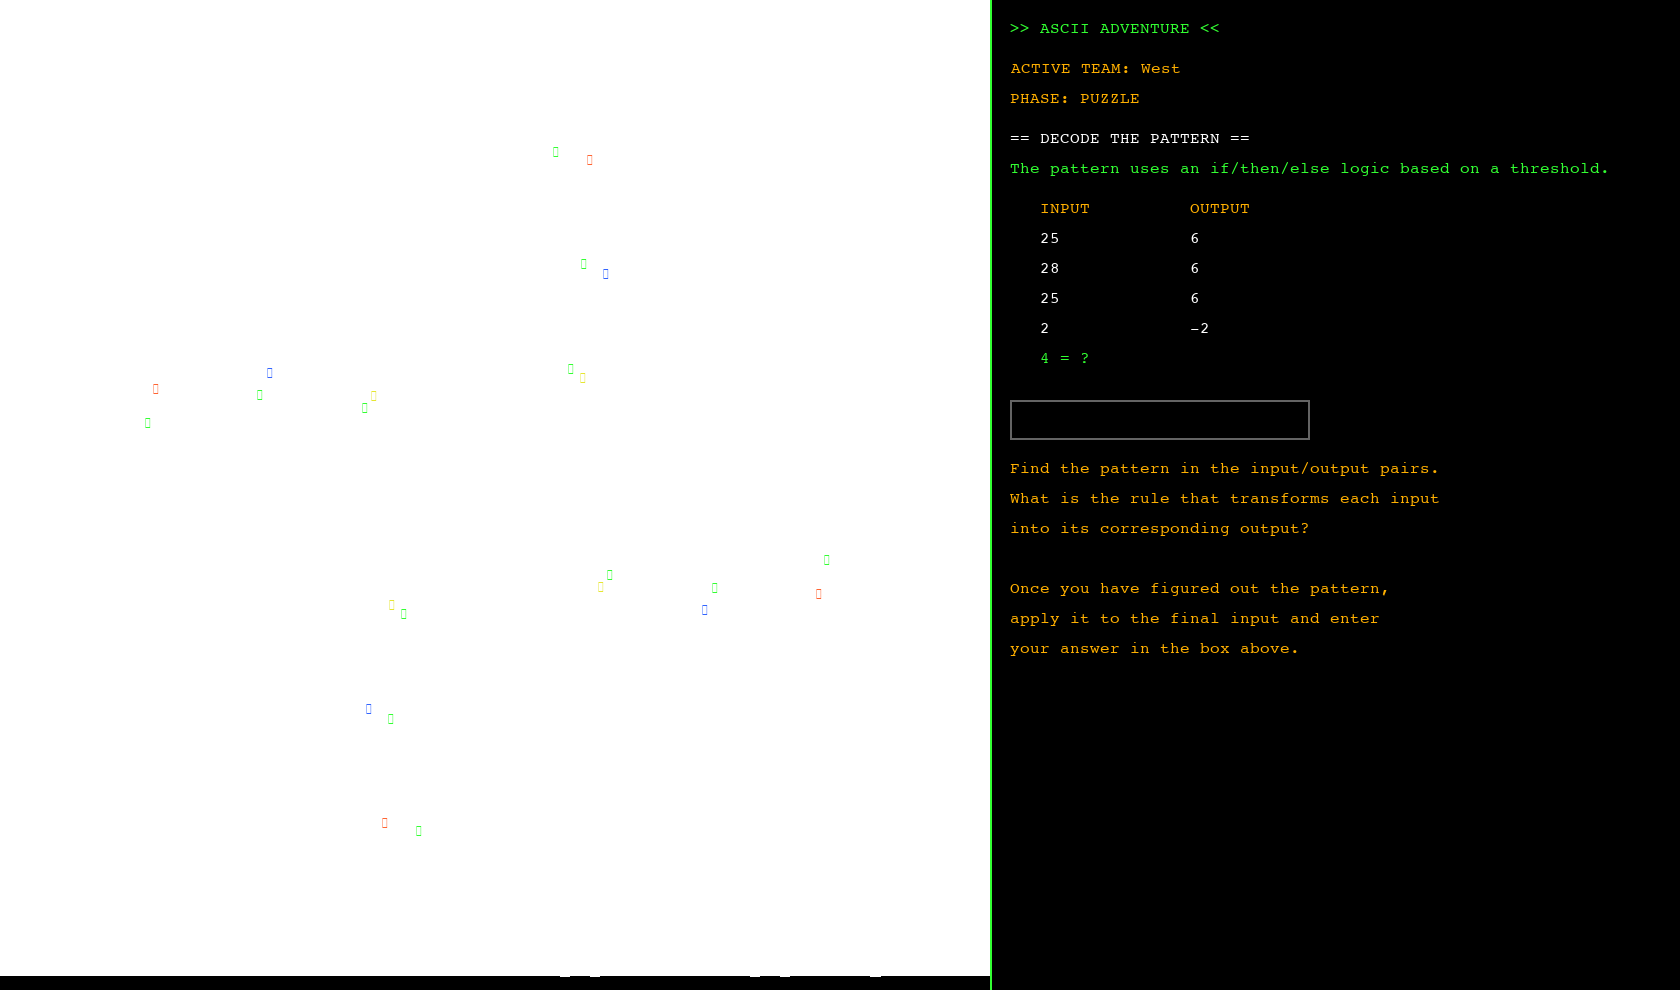 >> ASCII ADVENTURE <<
ACTIVE TEAM: West
PHASE: PUZZLE
== DECODE THE PATTERN ==
The pattern uses an if/then/else logic based on a threshold.
INPUT OUTPUT
25 6
28 6
25 6
2 -2
4 = ?
Find the pattern in the input/output pairs.
What is the rule that transforms each input
into its corresponding output?
Once you have figured out the pattern,
apply it to the final input and enter
your answer in the box above.